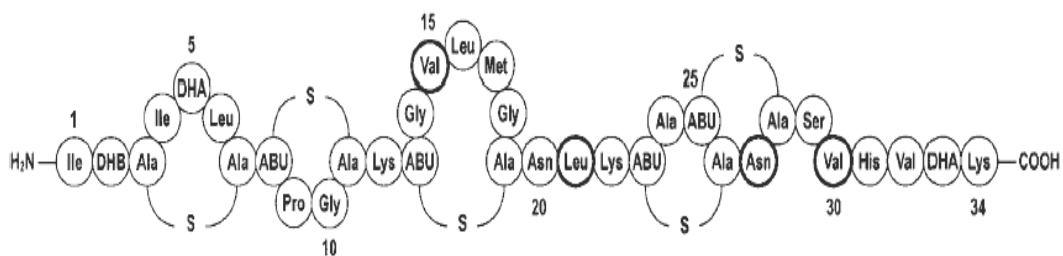 15
5 Leu S
Val Met
DHA 25
S
Ile Leu Gly Gly Ala ABU Ala Ser
1
H₂N Ile DHB Ala Ala ABU Ala Lys ABU Ala Asn Leu Lys ABU Ala Asn Val His Val DHA Lys COOH
Pro Gly 20 30 34
S S S
10